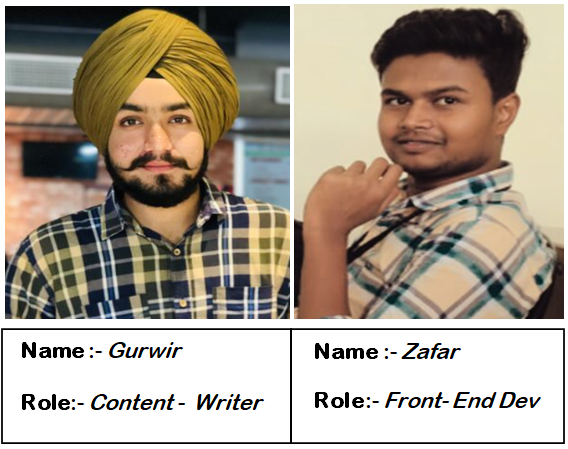 Name :- Gurwir
Role:- Content - Writer
Name :- Zafar
Role:- Front- End Dev